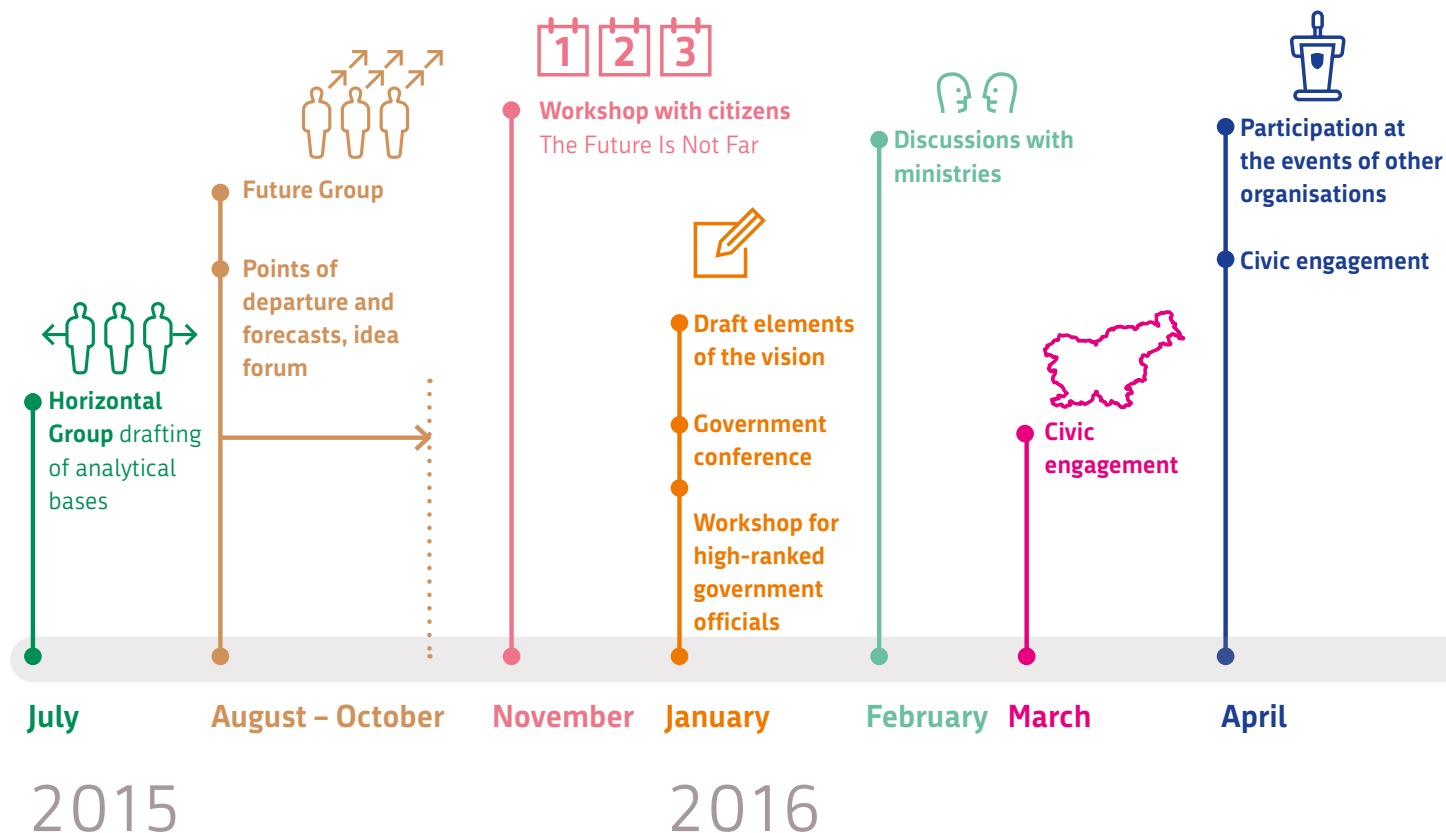 1 2 3
Workshop with citizens
The Future Is Not Far
Future Group
Points of
departure and
forecasts, idea
forum
Horizontal
Group drafting
of analytical
bases
Draft elements
of the vision
Government
conference
Workshop for
high-ranked
government
officials
Discussions with
ministries
Civic
engagement
Participation at
the events of other
organisations
Civic engagement
July
August – October
November
January
February
March
April
2015
2016